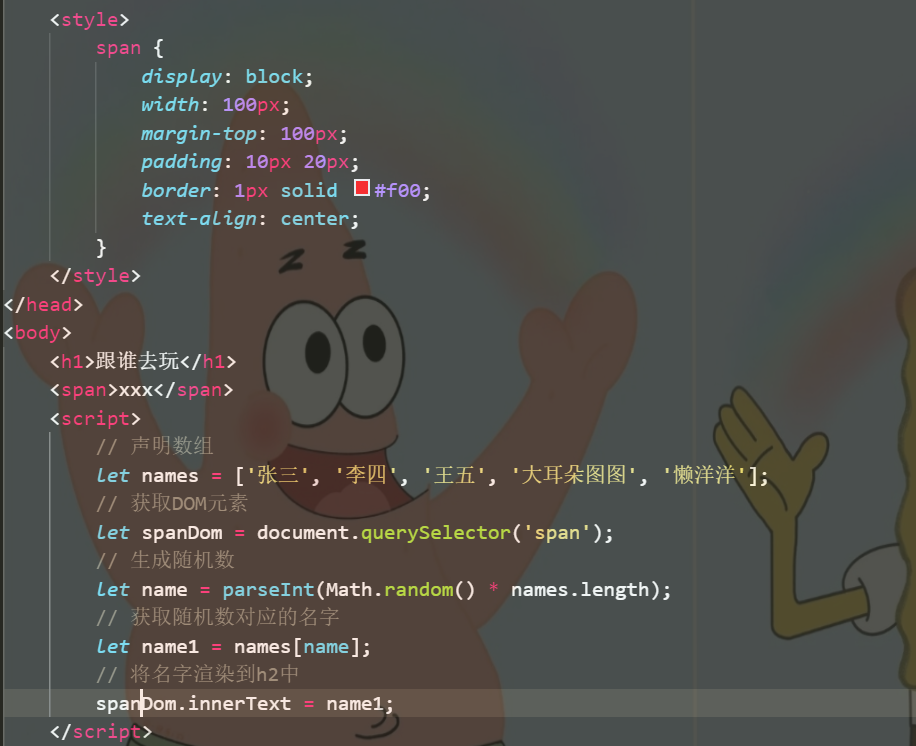 <style>
span {
display: block;
width: 100px;
margin-top: 100px;
padding: 10px 20px;
border: 1px solid #f00;
text-align: center;
}
</style>
</head>
<body>
<h1>跟谁去玩</h1>
<span>xxx</span>
<script>
// 声明数组
let names = ['张三', '李四', '王五', '大耳朵图图', '懒洋洋'];
// 获取DOM元素
let spanDom = document.querySelector('span');
// 生成随机数
let name = parseInt(Math.random() * names.length);
// 获取随机数对应的名字
let name1 = names[name];
// 将名字渲染到h2中
spanDom.innerText = name1;
</script>